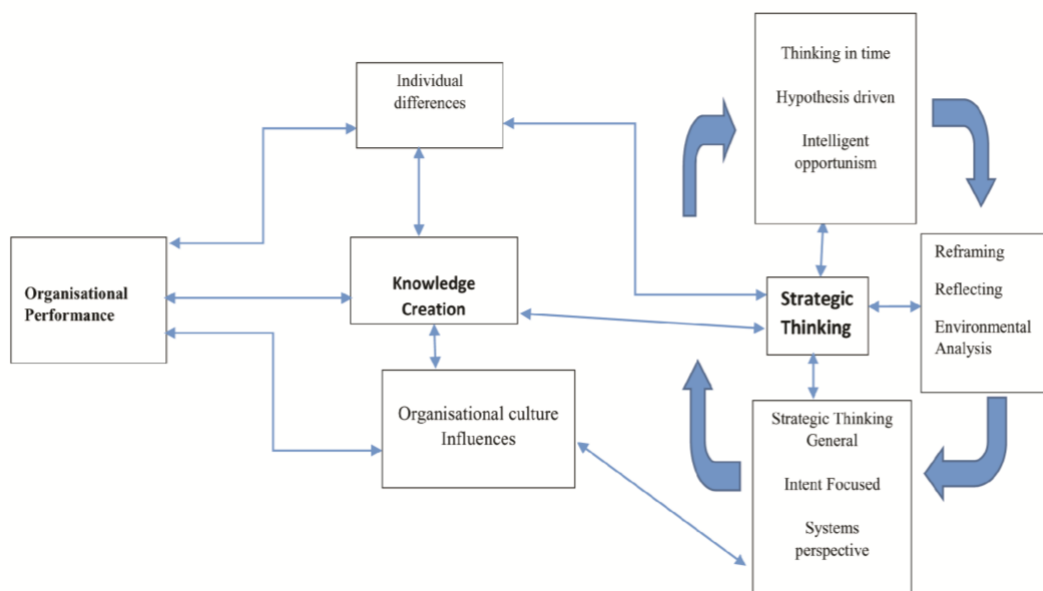 Individual
differences
Organisational
Performance
Knowledge
Creation
Organisational culture
Influences
Thinking in time
Hypothesis driven
Intelligent
opportunism
Strategic
Thinking
Reframing
Reflecting
Environmental
Analysis
Strategic Thinking
General
Intent Focused
Systems
perspective